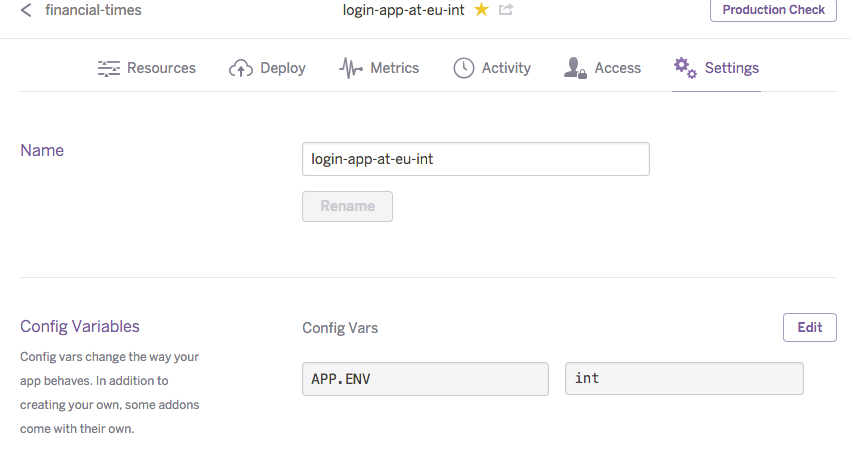 financial-times login-app-at-eu-int Production Check
Resources Deploy Metrics Activity Access Settings
Name
login-app-at-eu-int
Rename
Config Variables
Config vars change the way your
app behaves. In addition to
creating your own, some addons
come with their own.
Config Vars
Edit
APP.ENV int